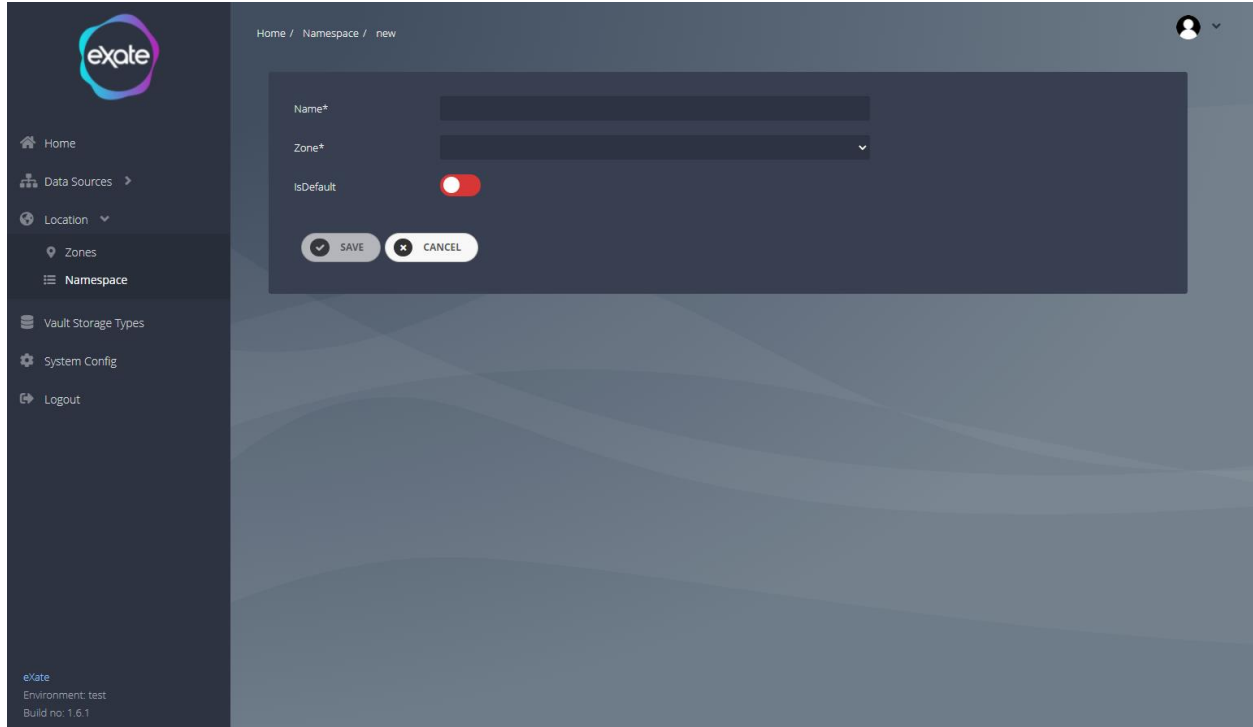 eXate
Home
Data Sources
Location
Zones
Namespace
Vault Storage Types
System Config
Logout
eXate
Environment: test
Build no: 1.6.1
Home / Namespace / new
Name*
Zone*
IsDefault
SAVE CANCEL